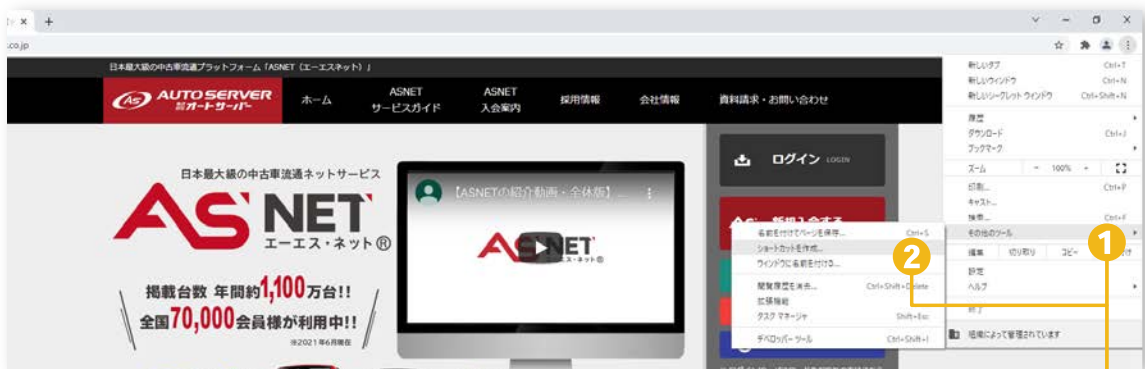 .co.jp
日本最大級の中古車流通プラットフォーム「ASNET（エーエスネット）」
AUTO SERVER
株式会社オートサーバー
ホーム
ASNET
サービスガイド
ASNET
入会案内
採用情報
会社情報
資料請求・お問い合わせ
日本最大級の中古車流通ネットサービス
AS NET
エーエス・ネット®
掲載台数 年間約1,100万台!!
全国70,000会員様が利用中!!
※2021年6月現在
【ASNETの紹介動画・全体版】...
ASNET
エーエス・ネット®
ログイン LOGIN
新規入会する
新しいタブ Ctrl+T
新しいウィンドウ Ctrl+N
新しいシークレット ウィンドウ Ctrl+Shift+N
履歴
ダウンロード Ctrl+J
ブックマーク
ズーム - 100% +
印刷... Ctrl+P
キャスト...
検索... Ctrl+F
その他のツール
1
編集 切り取り コピー
設定
ヘルプ
終了
組織によって管理されています
名前を付けてページを保存... Ctrl+S
ショートカットを作成...
2
ウィンドウに名前を付ける...
閲覧履歴を消去... Ctrl+Shift+Delete
拡張機能
タスク マネージャ Shift+Esc
デベロッパー ツール Ctrl+Shift+I